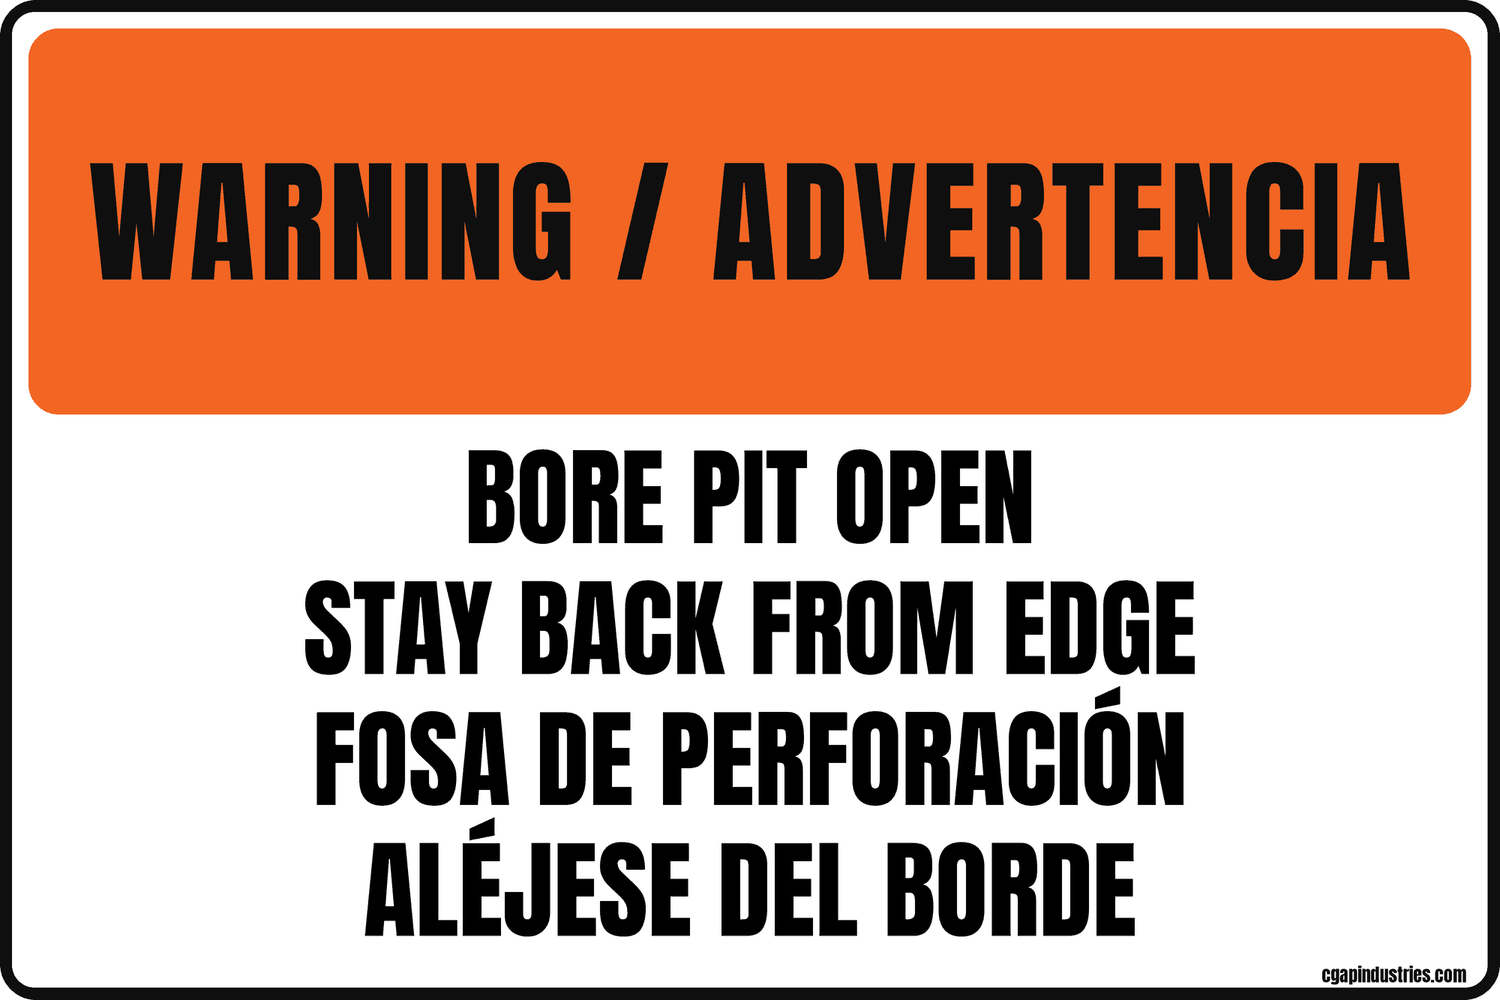 WARNING / ADVERTENCIA
BORE PIT OPEN
STAY BACK FROM EDGE
FOSA DE PERFORACIÓN
ALÉJESE DEL BORDE
cgapindustries.com